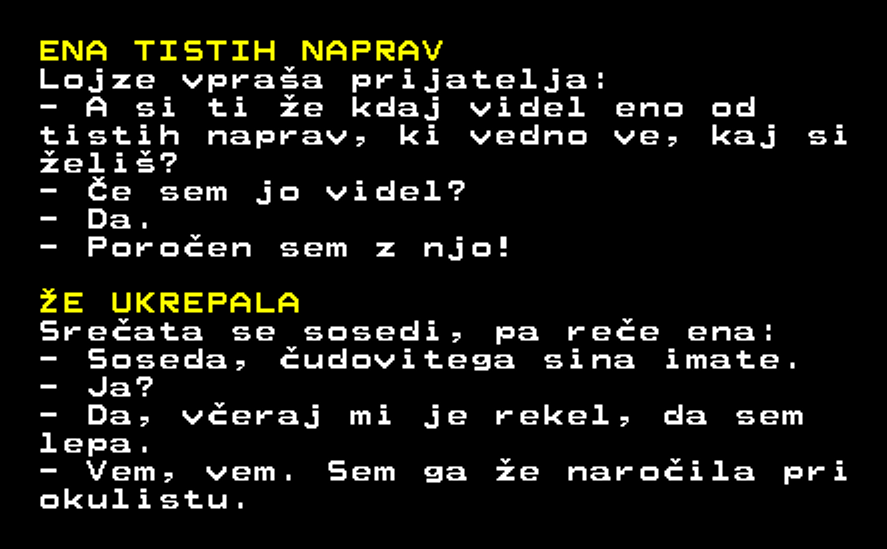 ENA TISTIH NAPRAV
Lojze vpraša prijatelja:
- A si ti že kdaj videl eno od
tistih naprav, ki vedno ve, kaj si
želiš?
- Če sem jo videl?
- Da.
- Poročen sem z njo!
ŽE UKREPALA
Srečata se sosedi, pa reče ena:
- Soseda, čudovitega sina imate.
- Ja?
- Da, včeraj mi je rekel, da sem
lepa.
- Vem, vem. Sem ga že naročila pri
okulistu.